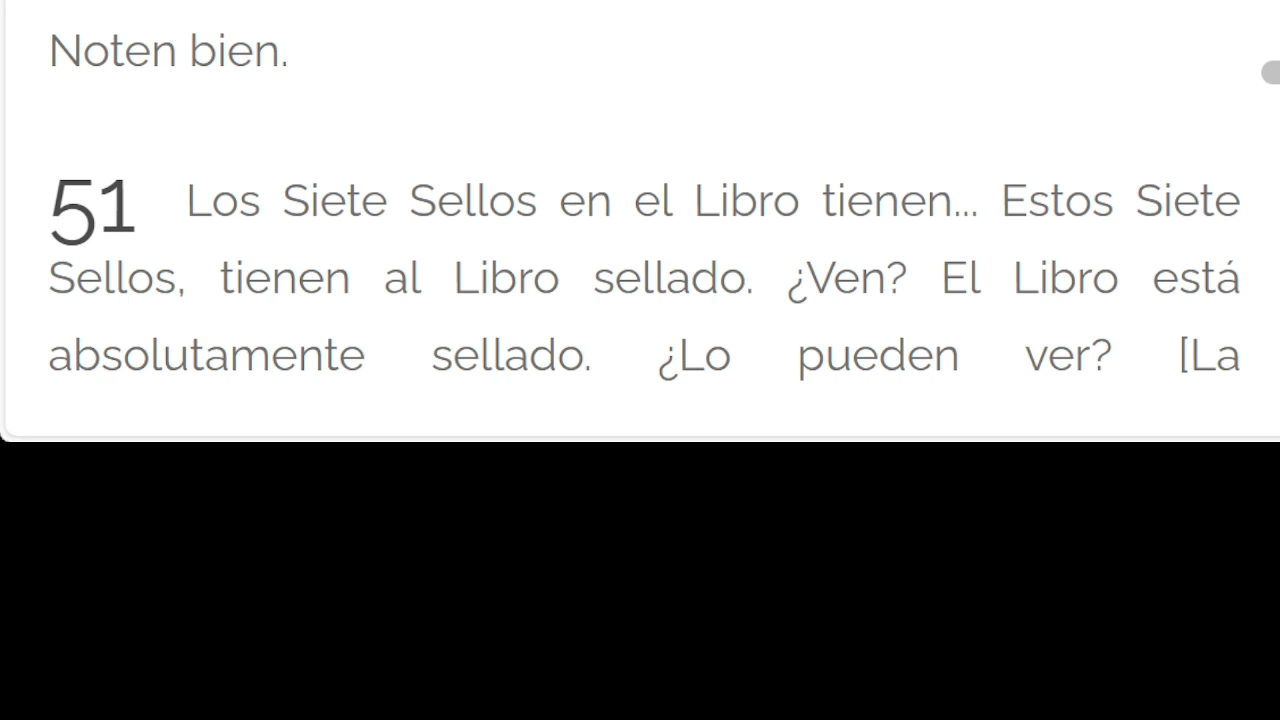 Noten bien.
51 Los Siete Sellos en el Libro tienen... Estos Siete
Sellos, tienen al Libro sellado. ¿Ven? El Libro está
absolutamente sellado. ¿Lo pueden ver? [La